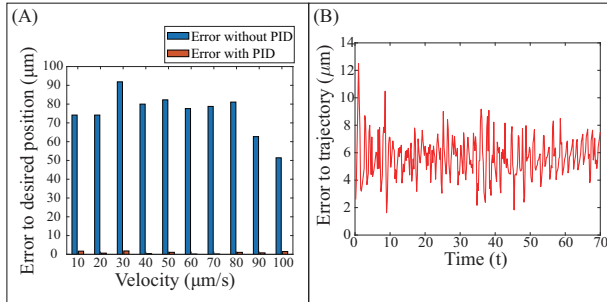 (A)
Error without PID
Error with PID
Error to desired position (μm)
100
90
80
70
60
50
40
30
20
10
0
10 20 30 40 50 60 70 80 90 100
Velocity (μm/s)
(B)
Error to trajectory (μm)
14
12
10
8
6
4
2
0
0 10 20 30 40 50 60 70
Time (t)